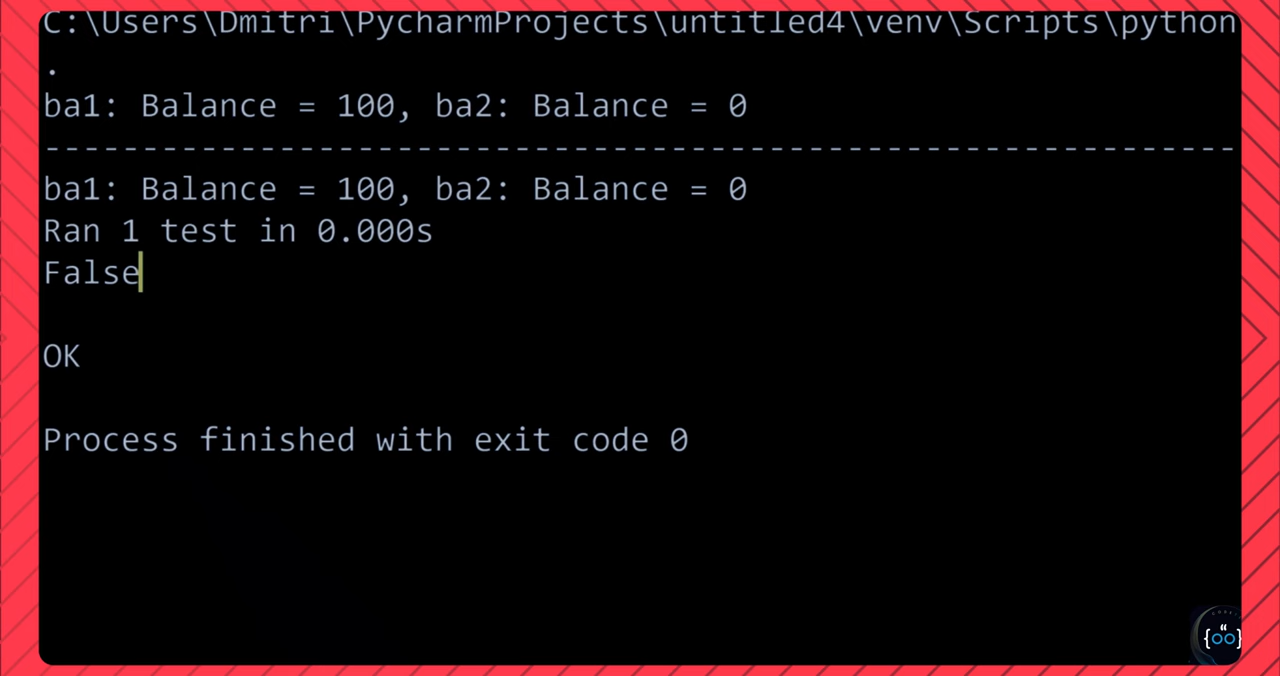 C:\Users\Dmitri\PycharmProjects\untitled4\venv\Scripts\python
.
ba1: Balance = 100, ba2: Balance = 0
-------------------------------------------------------------
ba1: Balance = 100, ba2: Balance = 0
Ran 1 test in 0.000s
False
OK
Process finished with exit code 0